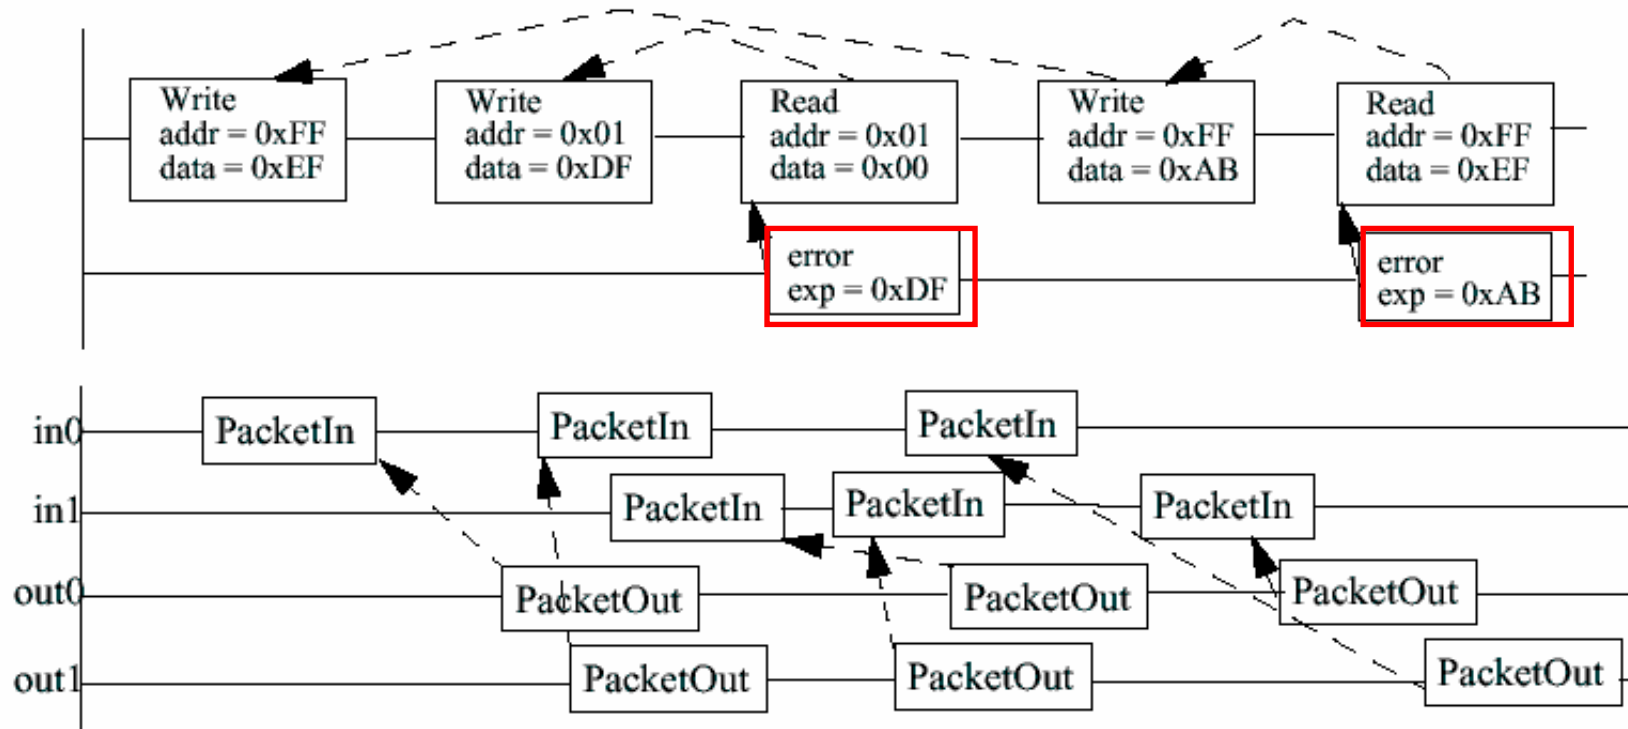 Write
addr = 0xFF
data = 0xEF
Write
addr = 0x01
data = 0xDF
Read
addr = 0x01
data = 0x00
Write
addr = 0xFF
data = 0xAB
Read
addr = 0xFF
data = 0xEF
error
exp = 0xDF
error
exp = 0xAB
in0
PacketIn
PacketIn
PacketIn
in1
PacketIn
PacketIn
PacketIn
out0
PacketOut
PacketOut
PacketOut
out1
PacketOut
PacketOut
PacketOut